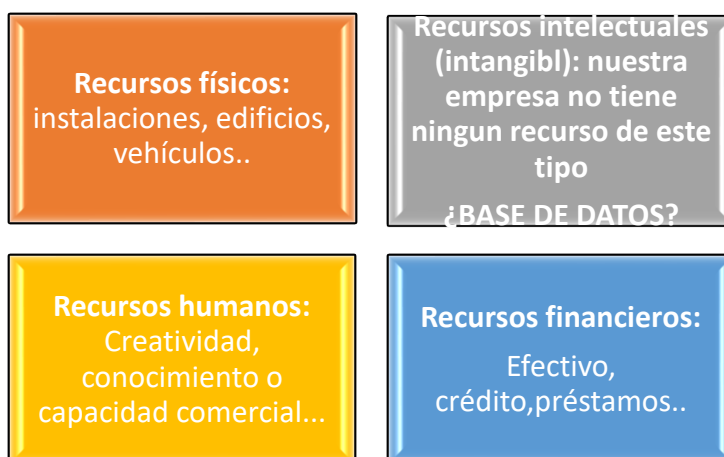 Recursos físicos:
instalaciones, edificios,
vehículos..
Recursos intelectuales
(intangibl): nuestra
empresa no tiene
ningun recurso de este
tipo
¿BASE DE DATOS?
Recursos humanos:
Creatividad,
conocimiento o
capacidad comercial...
Recursos financieros:
Efectivo,
crédito,préstamos..